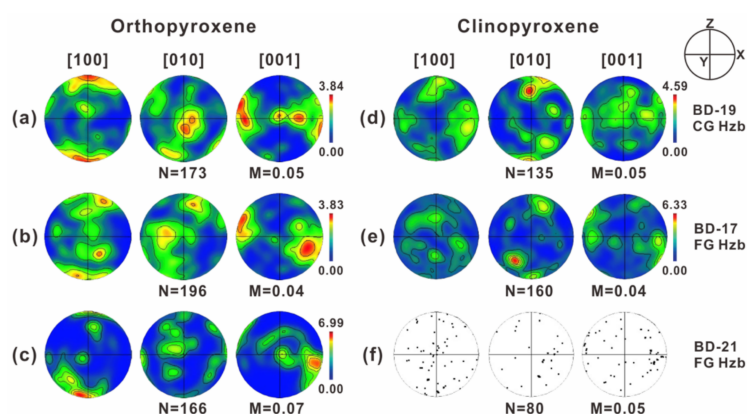 Orthopyroxene Clinopyroxene
Z
X
Y
[100] [010] [001] [100] [010] [001]
(a) 3.84 0.00 (d) 4.59 0.00 BD-19
CG Hzb
N=173 M=0.05 N=135 M=0.05
(b) 3.83 0.00 (e) 6.33 0.00 BD-17
FG Hzb
N=196 M=0.04 N=160 M=0.04
(c) 6.99 0.00 (f) BD-21
FG Hzb
N=166 M=0.07 N=80 M=0.05